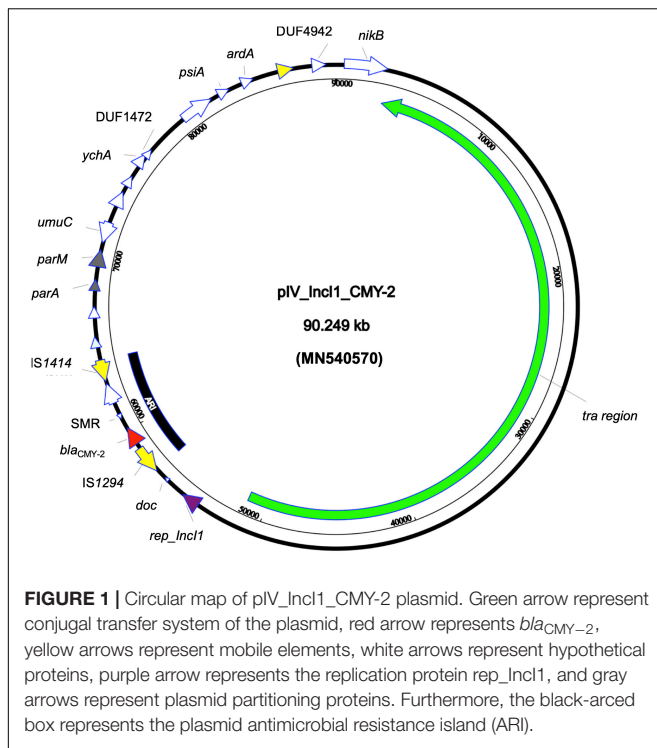 DUF4942
nikB
ardA
psiA
DUF1472
ychA
umuC
parM
parA
IS1414
SMR
blaCMY-2
IS1294
doc
rep_IncI1
tra region
90000
10000
20000
30000
40000
50000
60000
70000
80000
ARI
pIV_IncI1_CMY-2
90.249 kb
(MN540570)
FIGURE 1 | Circular map of pIV_IncI1_CMY-2 plasmid. Green arrow represent
conjugal transfer system of the plasmid, red arrow represents blaCMY−2,
yellow arrows represent mobile elements, white arrows represent hypothetical
proteins, purple arrow represents the replication protein rep_IncI1, and gray
arrows represent plasmid partitioning proteins. Furthermore, the black-arced
box represents the plasmid antimicrobial resistance island (ARI).